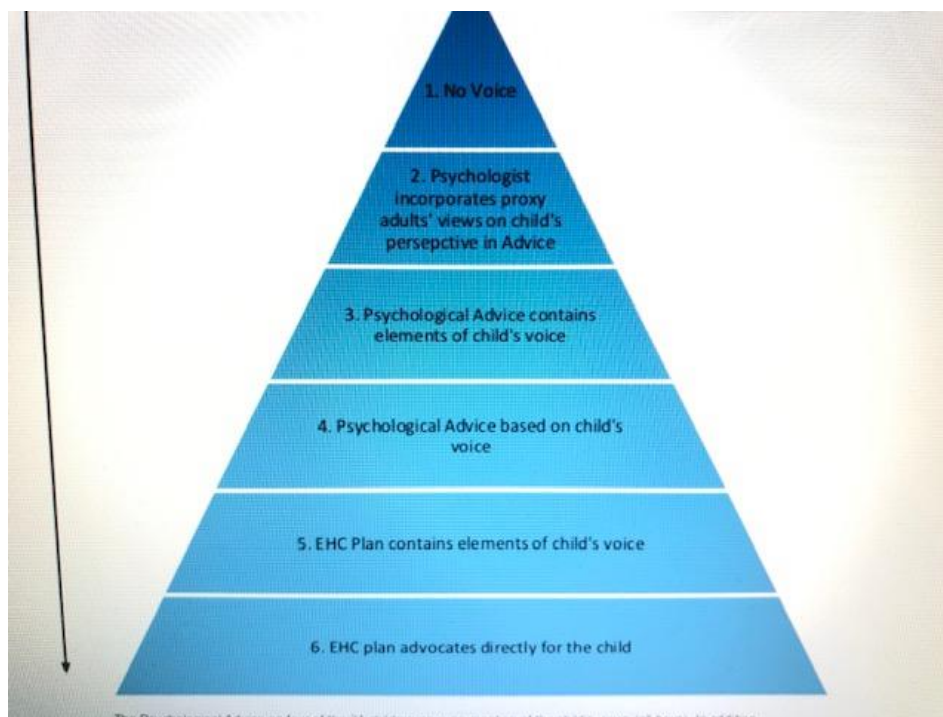 1. No Voice
2. Psychologist
incorporates proxy
adults' views on child's
persepctive in Advice
3. Psychological Advice contains
elements of child's voice
4. Psychological Advice based on child's
voice
5. EHC Plan contains elements of child's voice
6. EHC plan advocates directly for the child